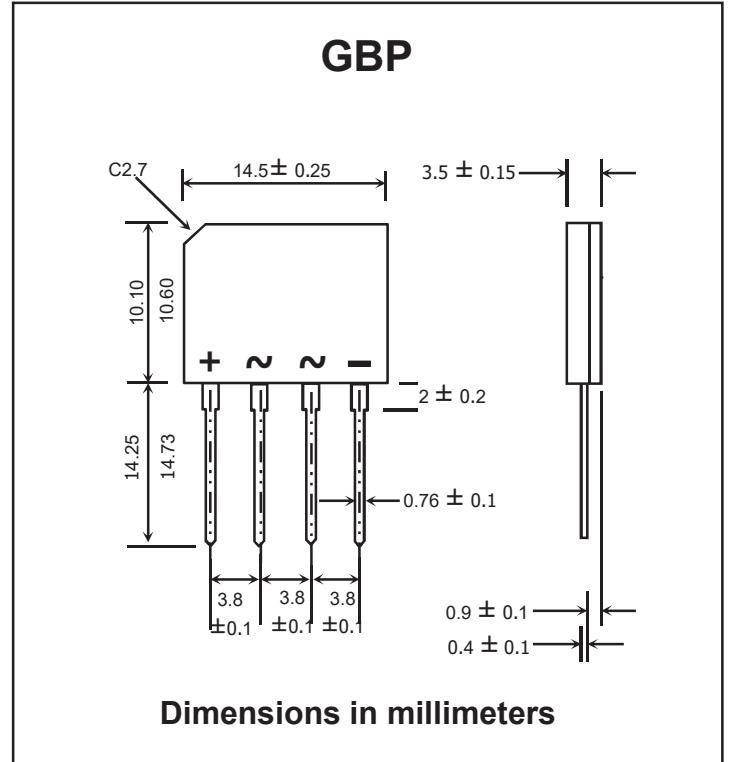 GBP
C2.7
14.5± 0.25
3.5 ± 0.15
10.10
10.60
+ ~ ~ −
2 ± 0.2
14.25
14.73
0.76 ± 0.1
3.8 3.8 3.8
±0.1 ±0.1 ±0.1
0.9 ± 0.1
0.4 ± 0.1
Dimensions in millimeters